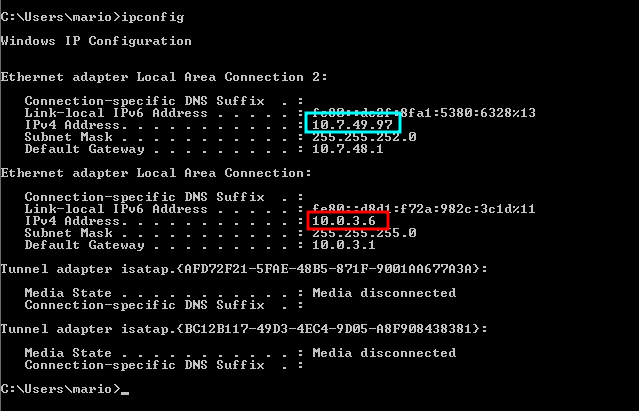 C:\Users\mario>ipconfig
Windows IP Configuration
Ethernet adapter Local Area Connection 2:
Connection-specific DNS Suffix  . :
Link-local IPv6 Address . . . . . : fe80::dc2f:8fa1:5380:6328%13
IPv4 Address. . . . . . . . . . . : 10.7.49.97
Subnet Mask . . . . . . . . . . . : 255.255.252.0
Default Gateway . . . . . . . . . : 10.7.48.1
Ethernet adapter Local Area Connection:
Connection-specific DNS Suffix  . :
Link-local IPv6 Address . . . . . : fe80::d8d1:f72a:982c:3c1d%11
IPv4 Address. . . . . . . . . . . : 10.0.3.6
Subnet Mask . . . . . . . . . . . : 255.255.255.0
Default Gateway . . . . . . . . . : 10.0.3.1
Tunnel adapter isatap.{AFD72F21-5FAE-48B5-871F-9001AA677A3A}:
Media State . . . . . . . . . . . : Media disconnected
Connection-specific DNS Suffix  . :
Tunnel adapter isatap.{BC12B117-49D3-4EC4-9D05-A8F908438381}:
Media State . . . . . . . . . . . : Media disconnected
Connection-specific DNS Suffix  . :
C:\Users\mario>_